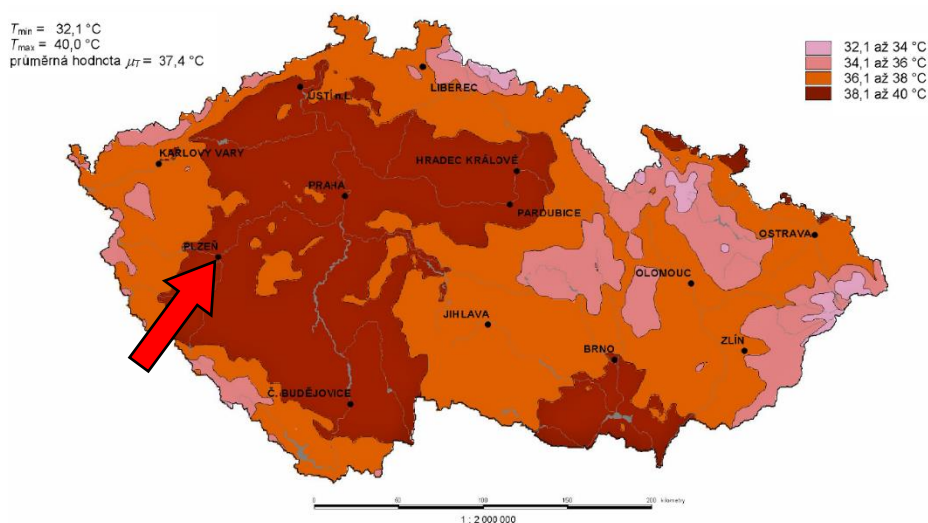 Tmin = 32,1 °C
Tmax = 40,0 °C
průměrná hodnota μT = 37,4 °C
32,1 až 34 °C
34,1 až 36 °C
36,1 až 38 °C
38,1 až 40 °C
LIBEREC
ÚSTÍ n.L.
KARLOVY VARY
HRADEC KRÁLOVÉ
PRAHA
PARDUBICE
OSTRAVA
PLZEŇ
OLOMOUC
JIHLAVA
ZLÍN
BRNO
Č. BUDĚJOVICE
0 50 100 150 200 kilometry
1 : 2 000 000